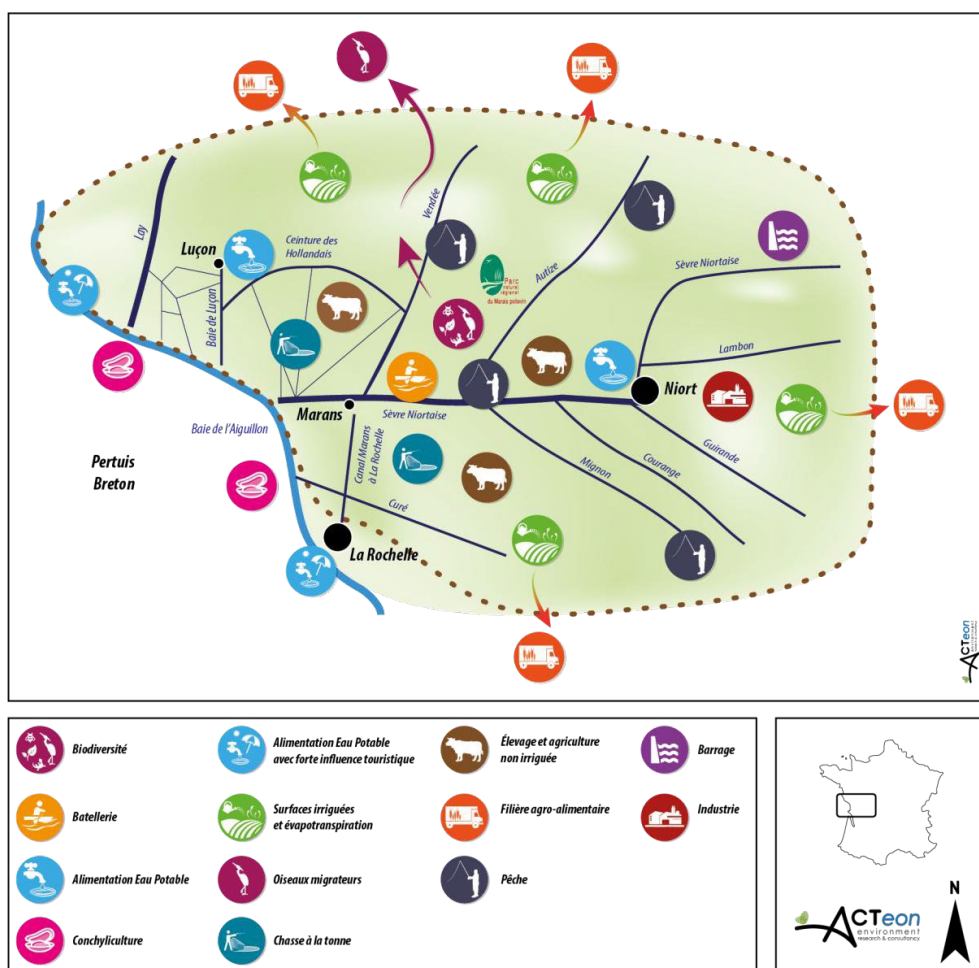 Vendée
Lay
Luçon
Ceinture des
Hollandais
Autize
Sèvre Niortaise
Parc
naturel
régional
du Marais poitevin
Baie de Luçon
Lambon
Niort
Marans
Sèvre Niortaise
Baie de l'Aiguillon
Pertuis
Breton
Canal Marans
à La Rochelle
Mignon
Courange
Guirande
Curé
La Rochelle
ACTeon
Biodiversité
Alimentation Eau Potable
avec forte influence touristique
Élevage et agriculture
non irriguée
Barrage
Batellerie
Surfaces irriguées
et évapotranspiration
Filière agro-alimentaire
Industrie
Alimentation Eau Potable
Oiseaux migrateurs
Pêche
Conchyliculture
Chasse à la tonne
N
ACTeon
environment
research & consultancy